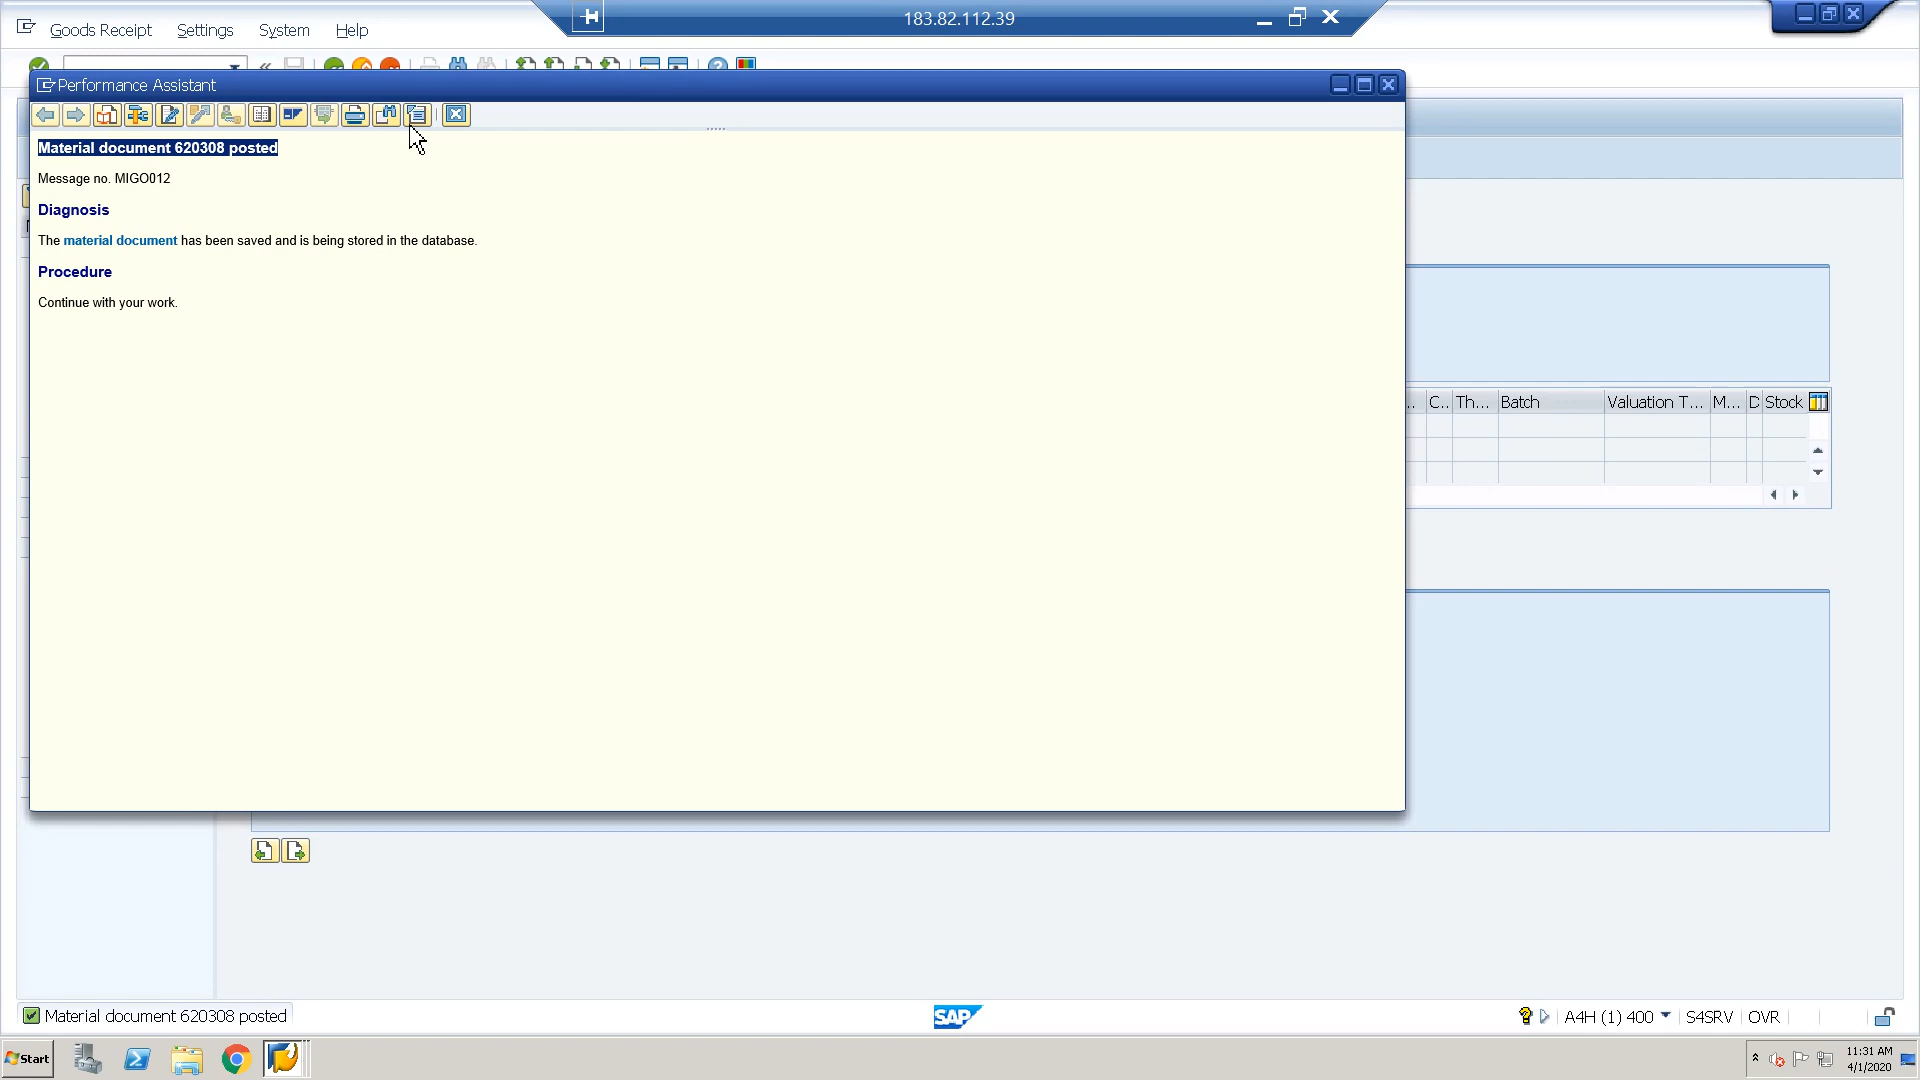 183.82.112.39
Goods Receipt Settings System Help
Performance Assistant
Material document 620308 posted
Message no. MIGO012
Diagnosis
The material document has been saved and is being stored in the database.
Procedure
Continue with your work.
.. C.. Th... Batch Valuation T... M... D Stock
Material document 620308 posted
SAP
A4H (1) 400 S4SRV OVR
Start
11:31 AM
4/1/2020